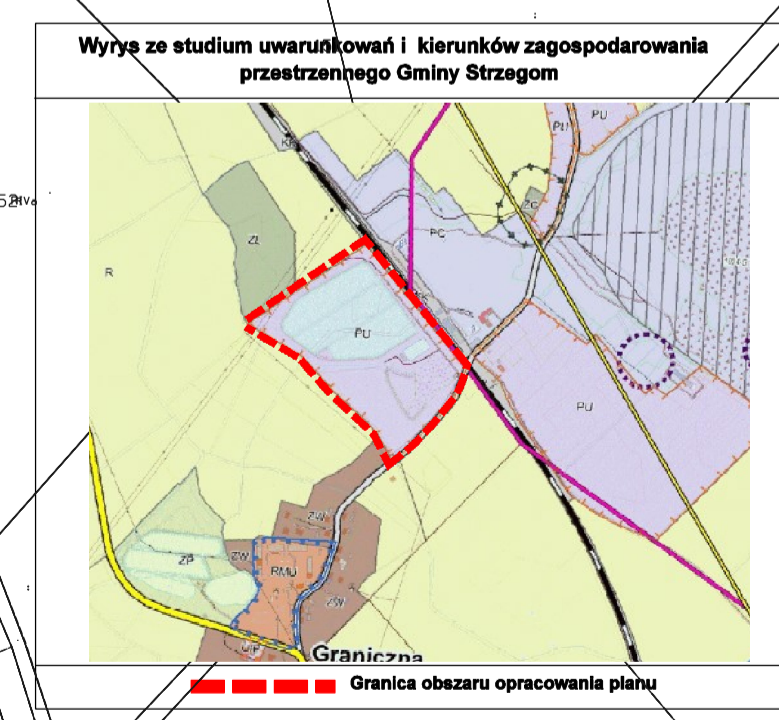 Wyrys ze studium uwarunkowań i kierunków zagospodarowania
przestrzennego Gminy Strzegom
PU
PU
ZC
PC
ZL
R
PU
PU
ZW
ZP
ZW
RMU
ZW
Graniczna
Granica obszaru opracowania planu